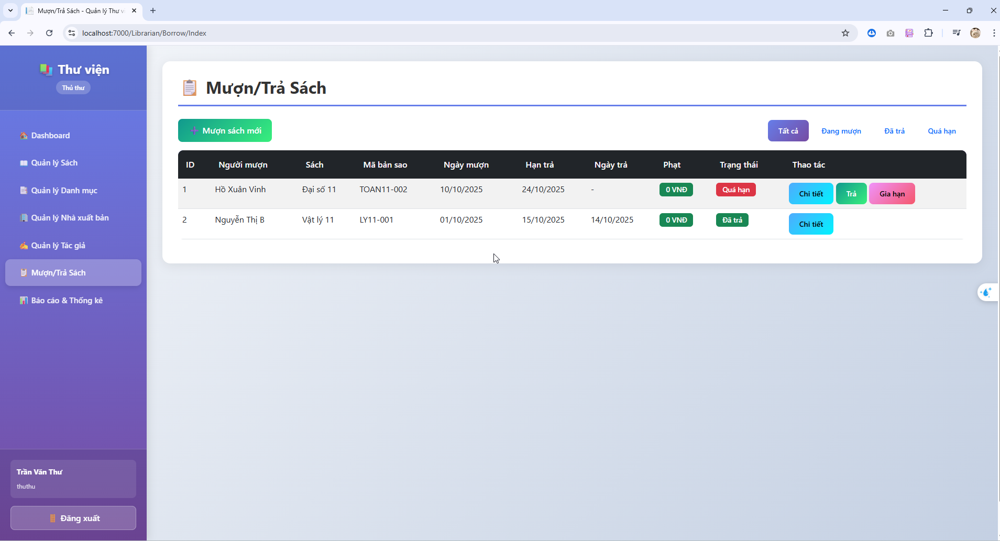 Mượn/Trả Sách - Quản lý Thư vi
localhost:7000/Librarian/Borrow/Index
Thư viện
Thủ thư
Dashboard
Quản lý Sách
Quản lý Danh mục
Quản lý Nhà xuất bản
Quản lý Tác giả
Mượn/Trả Sách
Báo cáo & Thống kê
Trần Văn Thư
thuthu
Đăng xuất
Mượn/Trả Sách
Mượn sách mới
Tất cả Đang mượn Đã trả Quá hạn
ID Người mượn Sách Mã bản sao Ngày mượn Hạn trả Ngày trả Phạt Trạng thái Thao tác
1 Hồ Xuân Vinh Đại số 11 TOAN11-002 10/10/2025 24/10/2025 - 0 VNĐ Quá hạn Chi tiết Trả Gia hạn
2 Nguyễn Thị B Vật lý 11 LY11-001 01/10/2025 15/10/2025 14/10/2025 0 VNĐ Đã trả Chi tiết